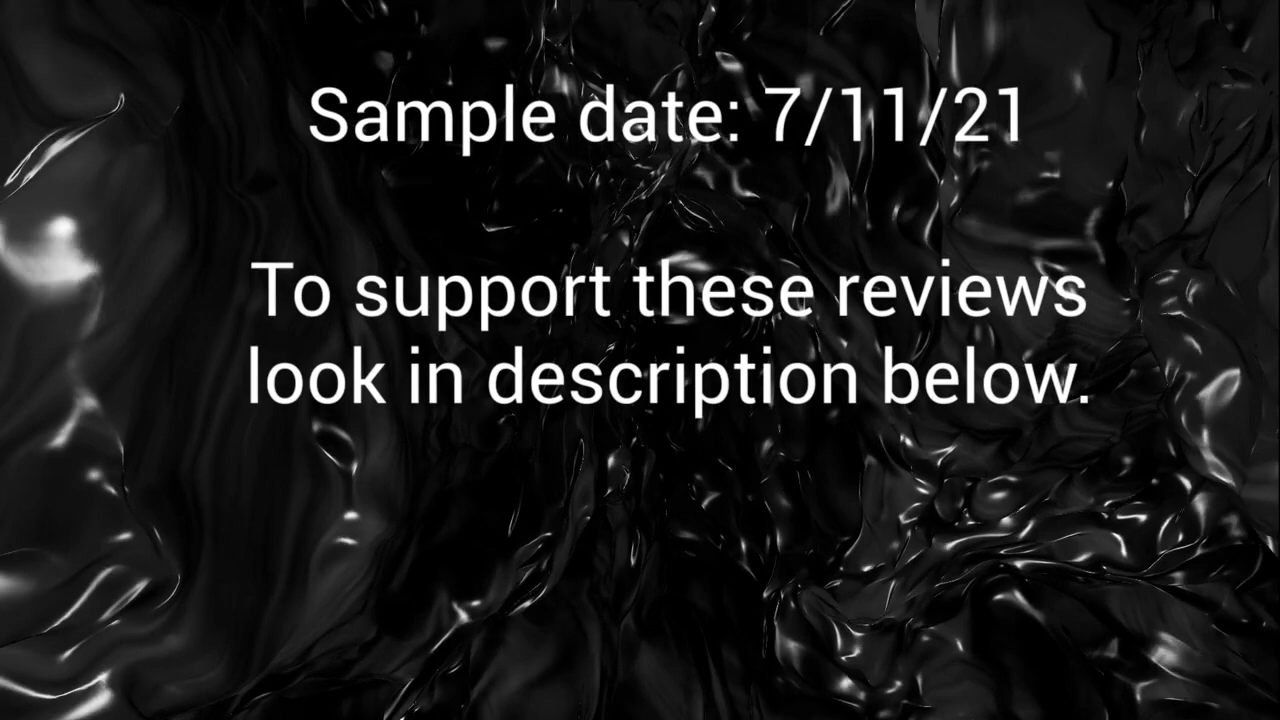 Sample date: 7/11/21
To support these reviews
look in description below.